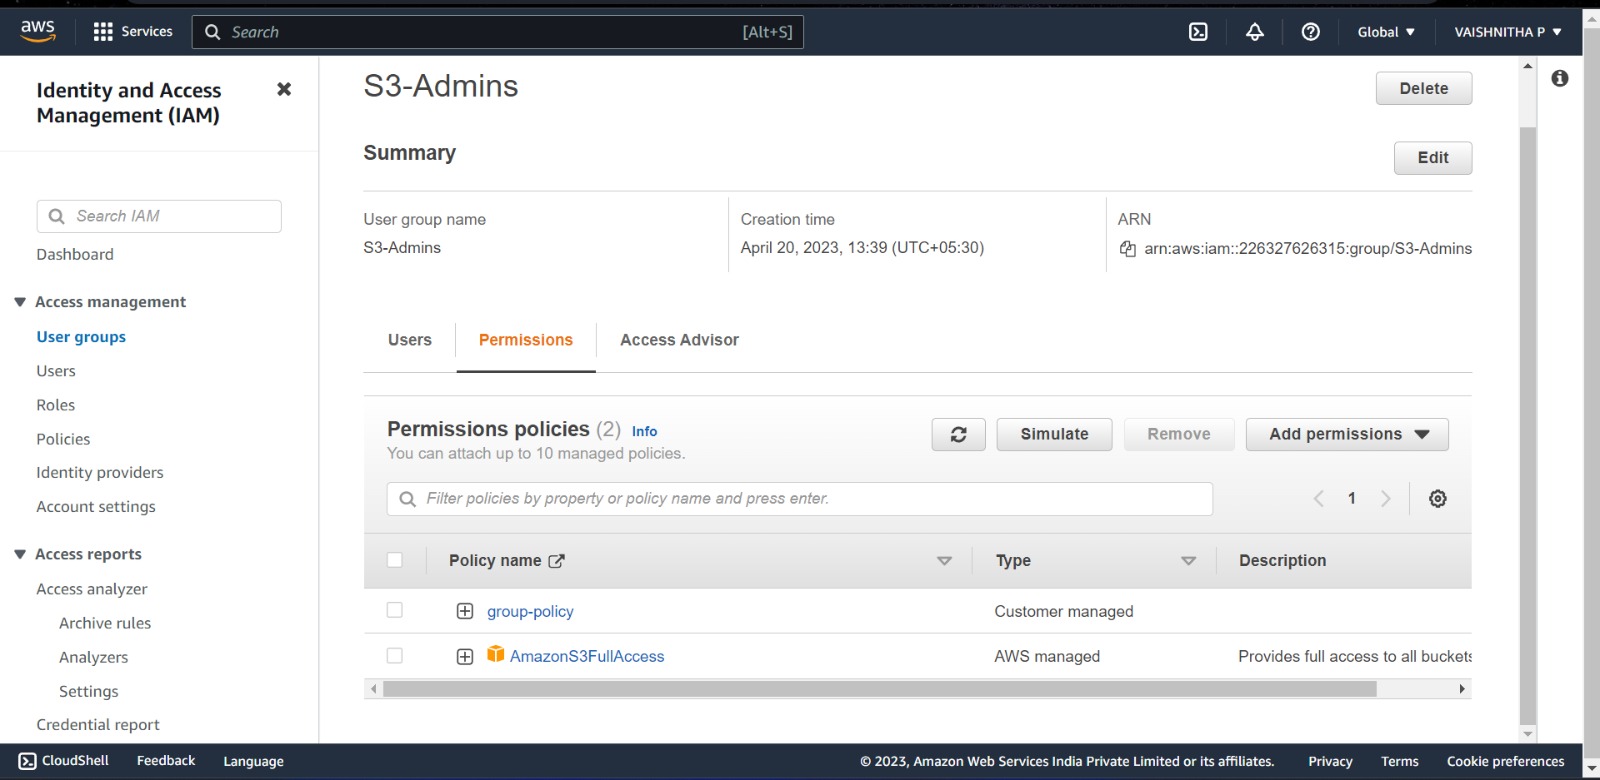 aws
Services
Search
[Alt+S]
Global
VAISHNITHA P
Identity and Access
Management (IAM)
Search IAM
Dashboard
Access management
User groups
Users
Roles
Policies
Identity providers
Account settings
Access reports
Access analyzer
Archive rules
Analyzers
Settings
Credential report
S3-Admins
Delete
Summary
Edit
User group name
S3-Admins
Creation time
April 20, 2023, 13:39 (UTC+05:30)
ARN
arn:aws:iam::226327626315:group/S3-Admins
Users
Permissions
Access Advisor
Permissions policies (2) Info
You can attach up to 10 managed policies.
Simulate
Remove
Add permissions
Filter policies by property or policy name and press enter.
1
Policy name
Type
Description
group-policy
Customer managed
AmazonS3FullAccess
AWS managed
Provides full access to all buckets
CloudShell
Feedback
Language
© 2023, Amazon Web Services India Private Limited or its affiliates.
Privacy
Terms
Cookie preferences